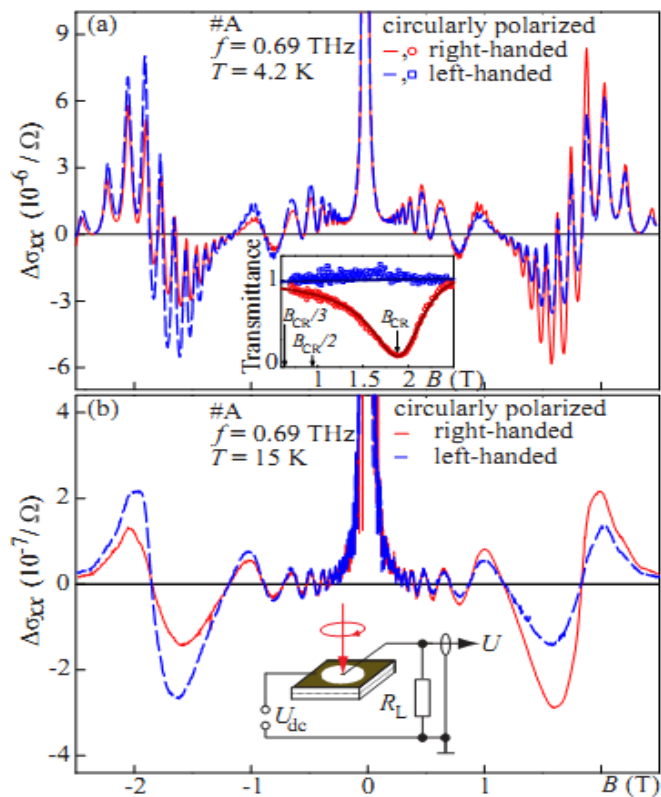 (a)
#A
f = 0.69 THz
T = 4.2 K
circularly polarized
right-handed
left-handed
Δσxx (10⁻⁶/ Ω)
9
6
3
0
-3
-6
Transmittance
1
0
BCR/3
BCR/2
BCR
1
1.5
2
B (T)
(b)
#A
f = 0.69 THz
T = 15 K
circularly polarized
right-handed
left-handed
Δσxx (10⁻⁷/ Ω)
4
2
0
-2
-4
U
RL
Udc
-2
-1
0
1
B (T)